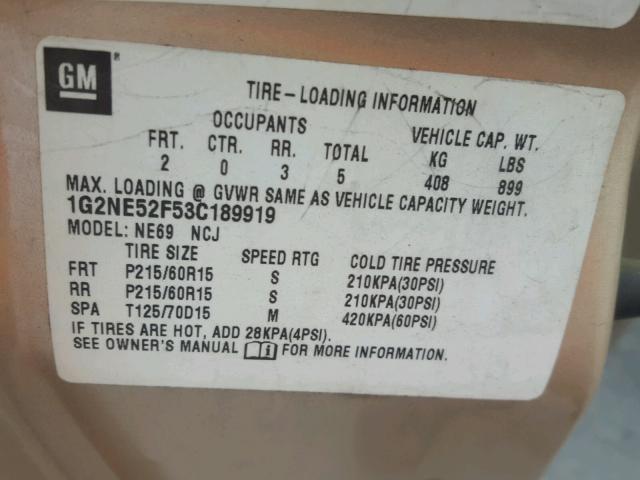 GM®
TIRE-LOADING INFORMATION
OCCUPANTS VEHICLE CAP. WT.
FRT. CTR. RR. TOTAL KG LBS
2 0 3 5 408 899
MAX. LOADING @ GVWR SAME AS VEHICLE CAPACITY WEIGHT.
1G2NE52F53C189919
MODEL: NE69 NCJ
TIRE SIZE SPEED RTG COLD TIRE PRESSURE
FRT P215/60R15 S 210KPA(30PSI)
RR P215/60R15 S 210KPA(30PSI)
SPA T125/70D15 M 420KPA(60PSI)
IF TIRES ARE HOT, ADD 28KPA(4PSI).
SEE OWNER'S MANUAL i FOR MORE INFORMATION.